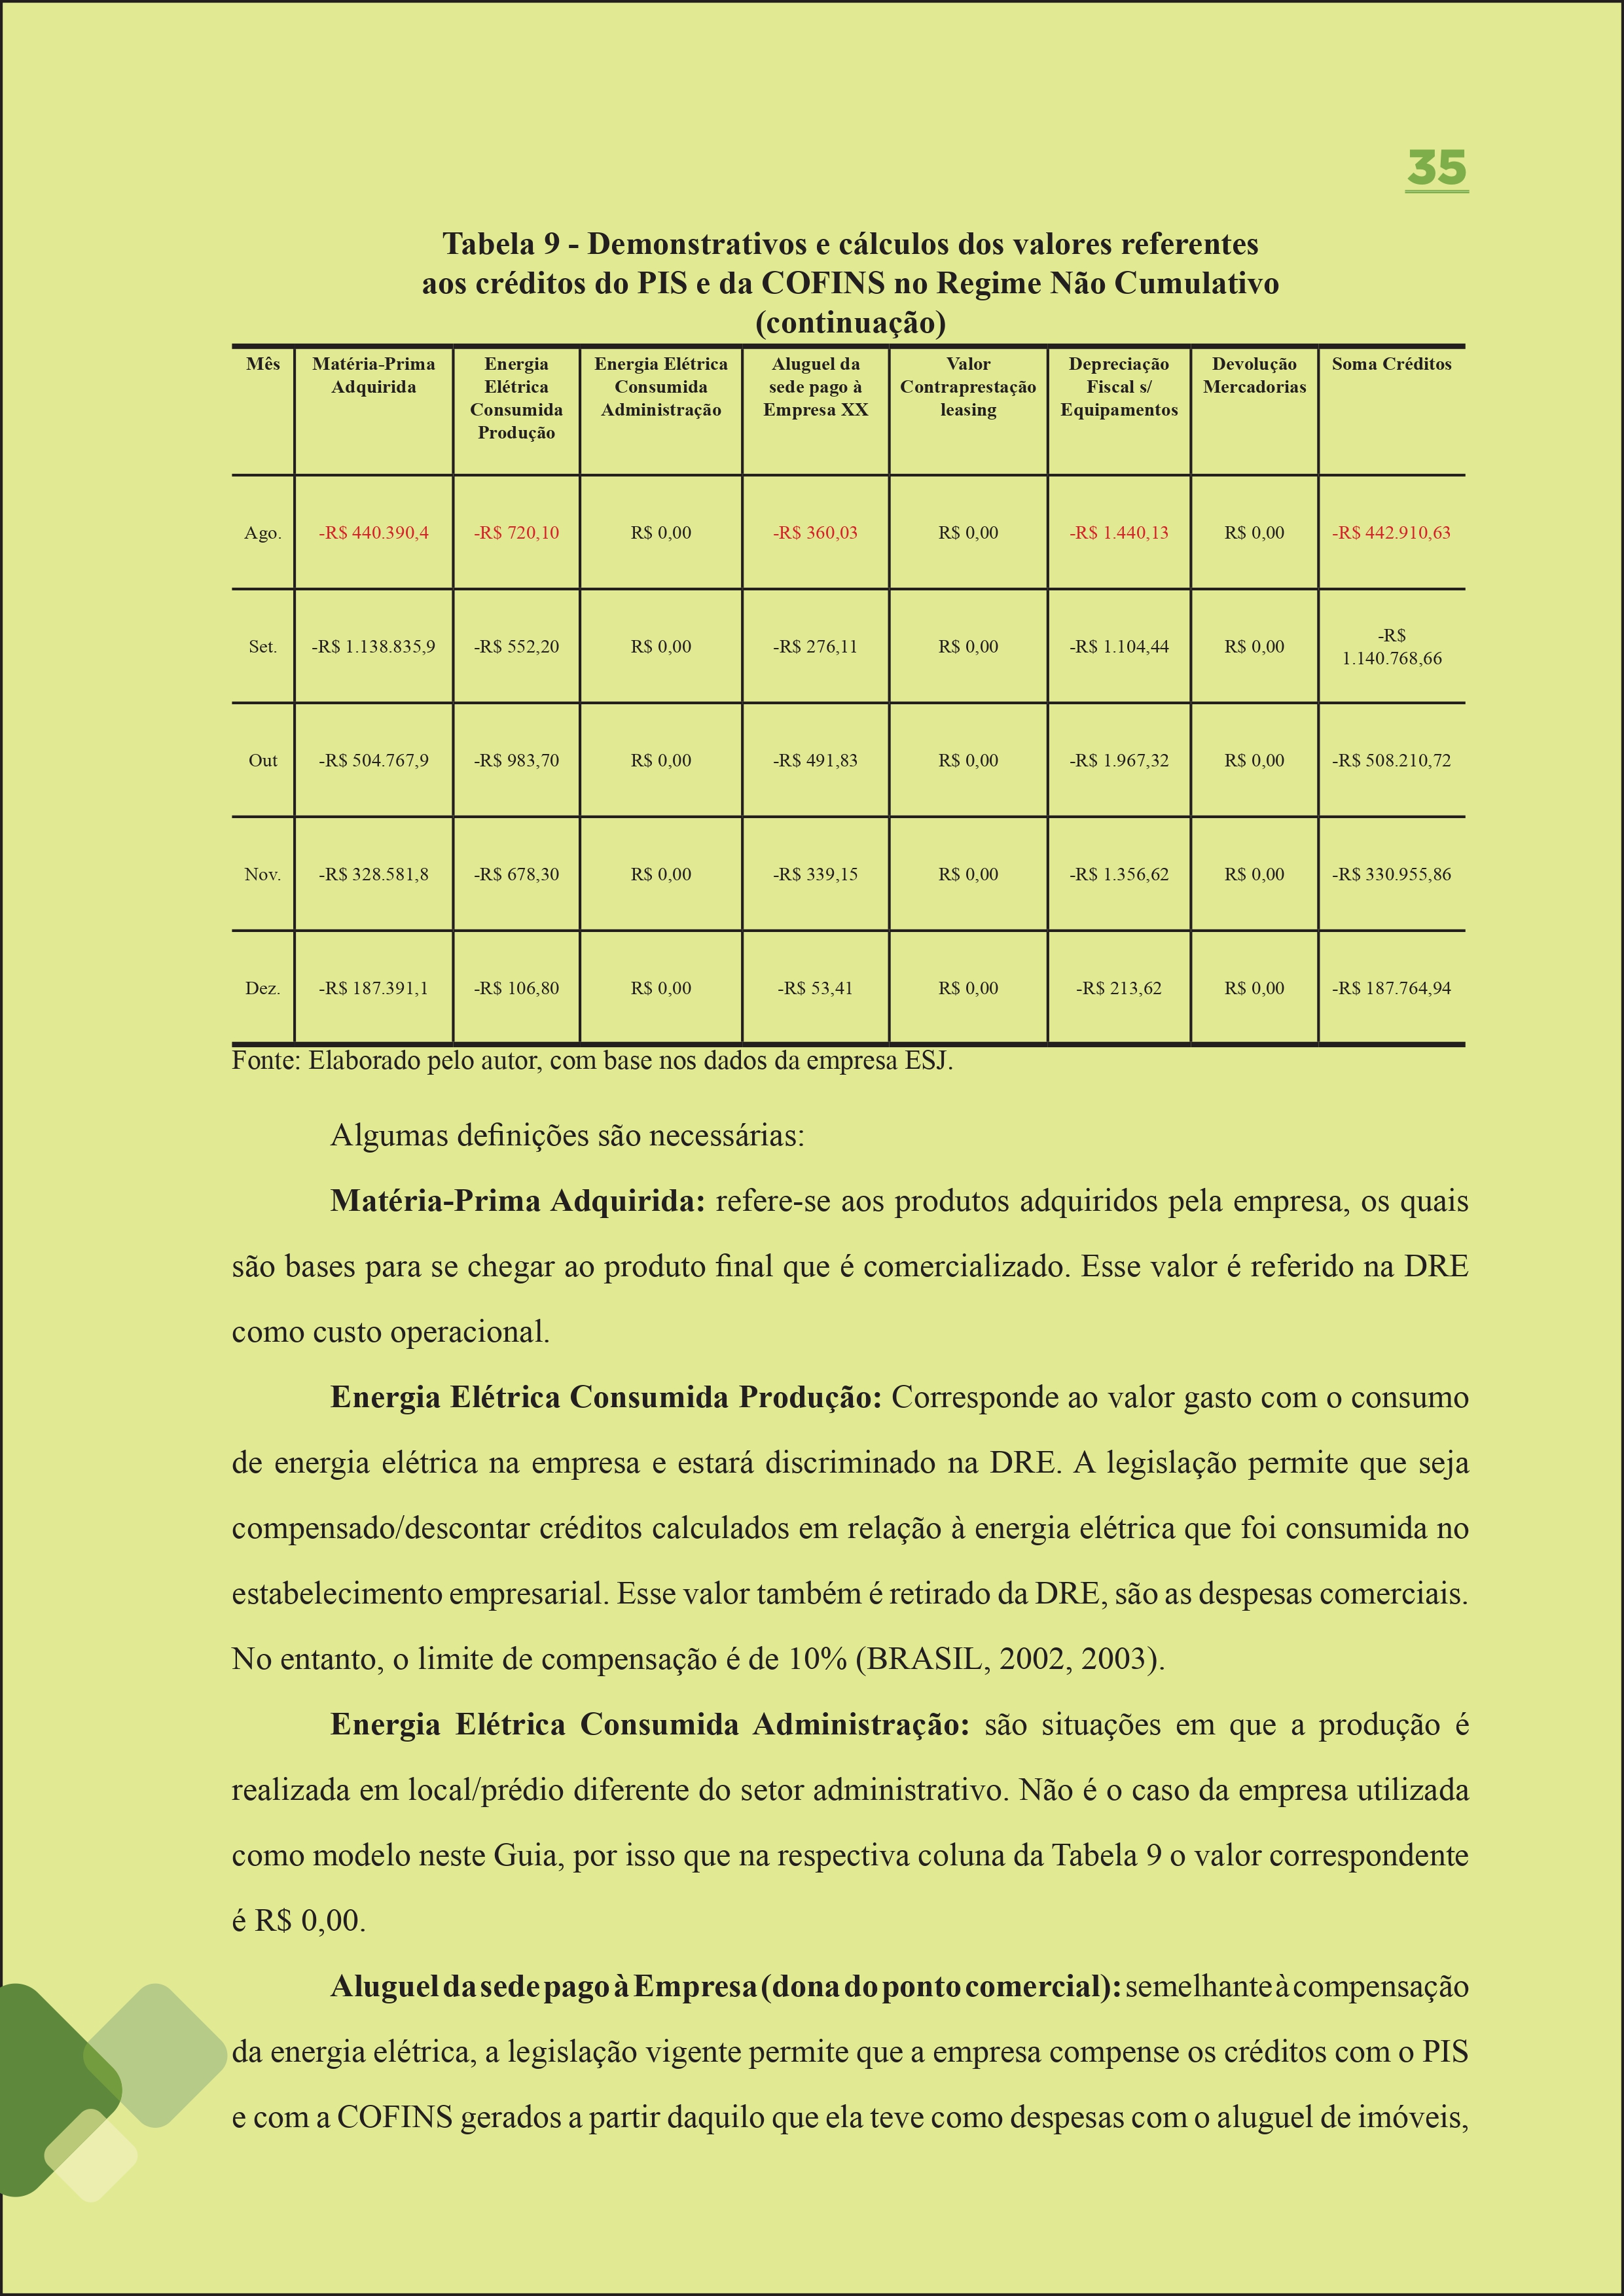 35
Tabela 9 - Demonstrativos e cálculos dos valores referentes
aos créditos do PIS e da COFINS no Regime Não Cumulativo
(continuação)
Mês Matéria-Prima Adquirida Energia Elétrica Consumida Produção Energia Elétrica Consumida Administração Aluguel da sede pago à Empresa XX Valor Contraprestação leasing Depreciação Fiscal s/ Equipamentos Devolução Mercadorias Soma Créditos
Ago. -R$ 440.390,4 -R$ 720,10 R$ 0,00 -R$ 360,03 R$ 0,00 -R$ 1.440,13 R$ 0,00 -R$ 442.910,63
Set. -R$ 1.138.835,9 -R$ 552,20 R$ 0,00 -R$ 276,11 R$ 0,00 -R$ 1.104,44 R$ 0,00 -R$ 1.140.768,66
Out -R$ 504.767,9 -R$ 983,70 R$ 0,00 -R$ 491,83 R$ 0,00 -R$ 1.967,32 R$ 0,00 -R$ 508.210,72
Nov. -R$ 328.581,8 -R$ 678,30 R$ 0,00 -R$ 339,15 R$ 0,00 -R$ 1.356,62 R$ 0,00 -R$ 330.955,86
Dez. -R$ 187.391,1 -R$ 106,80 R$ 0,00 -R$ 53,41 R$ 0,00 -R$ 213,62 R$ 0,00 -R$ 187.764,94
Fonte: Elaborado pelo autor, com base nos dados da empresa ESJ.
Algumas definições são necessárias:
Matéria-Prima Adquirida: refere-se aos produtos adquiridos pela empresa, os quais
são bases para se chegar ao produto final que é comercializado. Esse valor é referido na DRE
como custo operacional.
Energia Elétrica Consumida Produção: Corresponde ao valor gasto com o consumo
de energia elétrica na empresa e estará discriminado na DRE. A legislação permite que seja
compensado/descontar créditos calculados em relação à energia elétrica que foi consumida no
estabelecimento empresarial. Esse valor também é retirado da DRE, são as despesas comerciais.
No entanto, o limite de compensação é de 10% (BRASIL, 2002, 2003).
Energia Elétrica Consumida Administração: são situações em que a produção é
realizada em local/prédio diferente do setor administrativo. Não é o caso da empresa utilizada
como modelo neste Guia, por isso que na respectiva coluna da Tabela 9 o valor correspondente
é R$ 0,00.
Aluguel da sede pago à Empresa (dona do ponto comercial): semelhante à compensação
da energia elétrica, a legislação vigente permite que a empresa compense os créditos com o PIS
e com a COFINS gerados a partir daquilo que ela teve como despesas com o aluguel de imóveis,